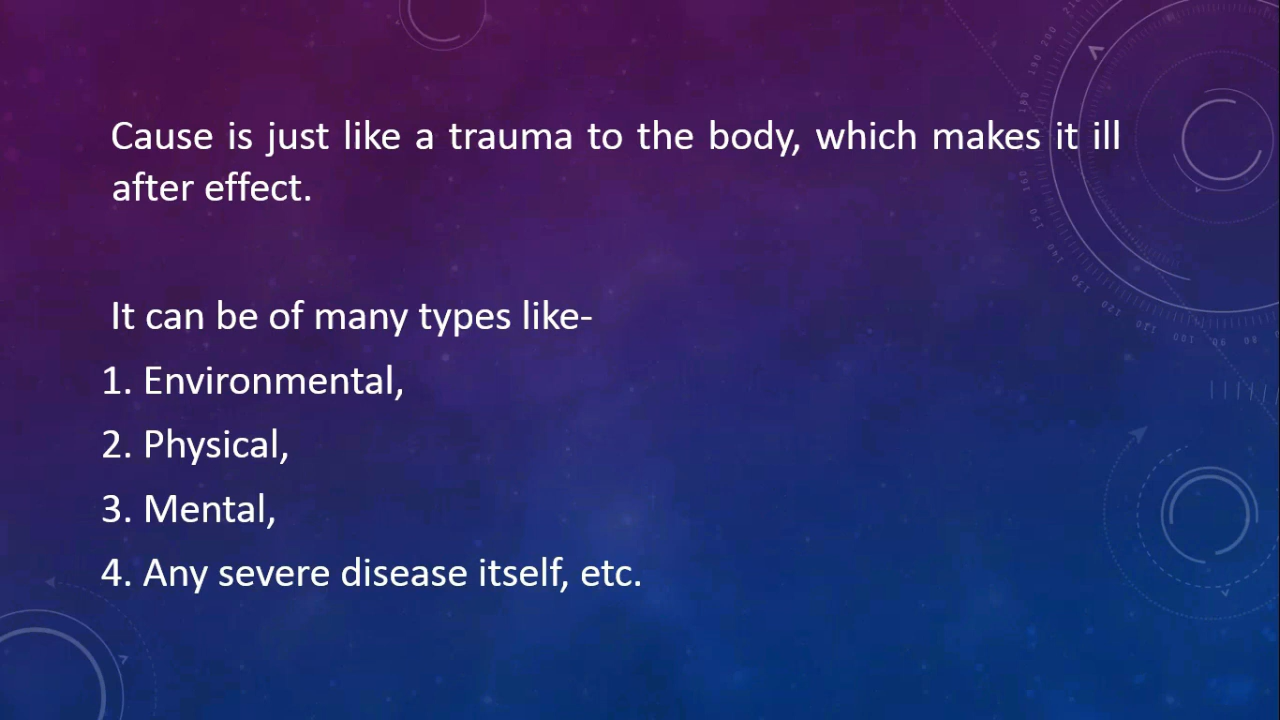 Cause is just like a trauma to the body, which makes it ill
after effect.
It can be of many types like-
1. Environmental,
2. Physical,
3. Mental,
4. Any severe disease itself, etc.